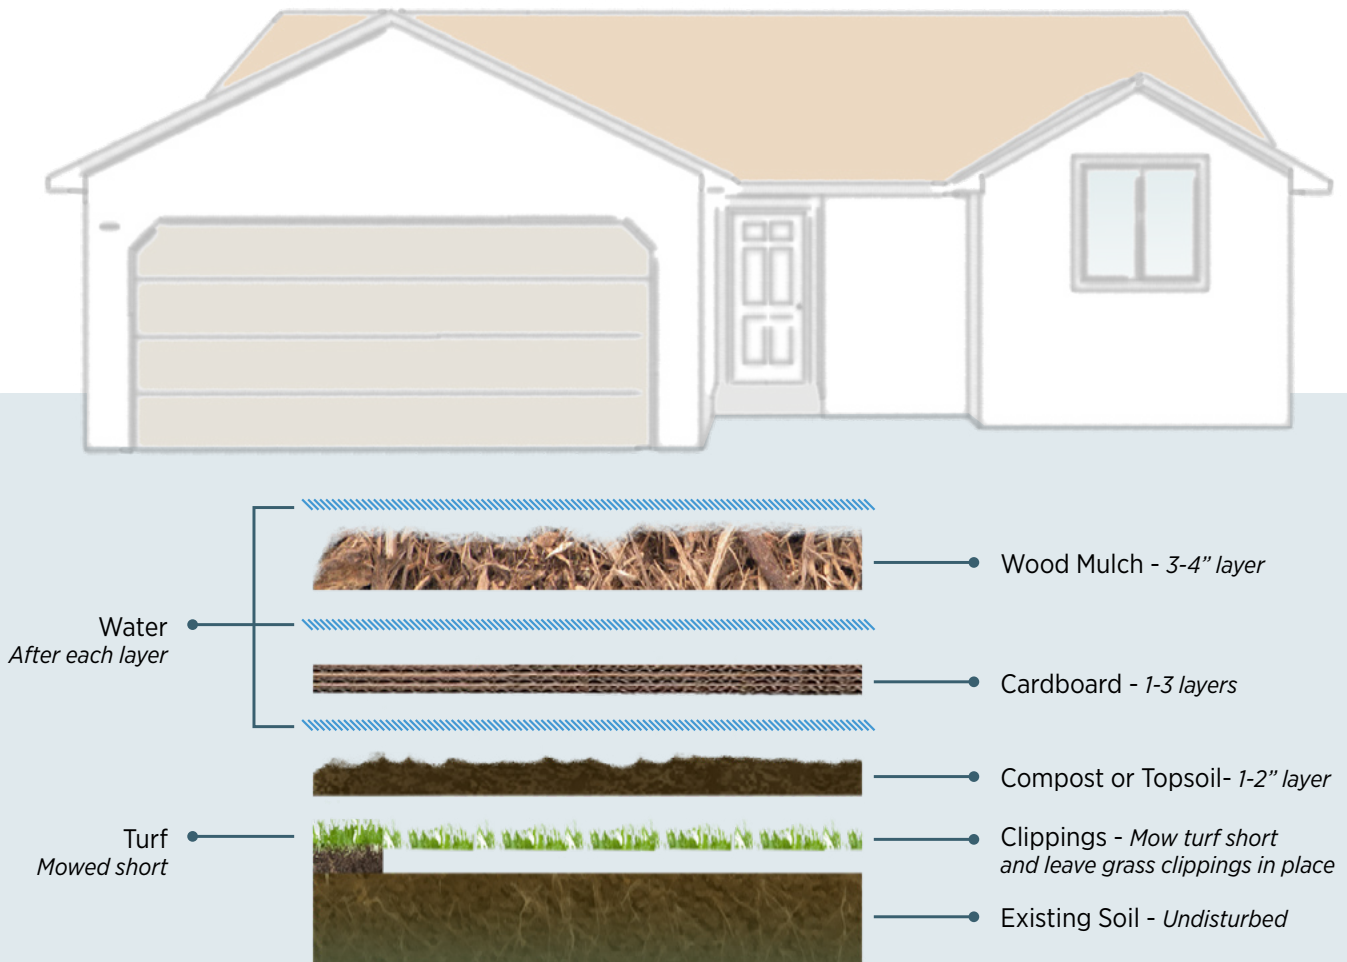 Wood Mulch - 3-4” layer
Water
After each layer
Cardboard - 1-3 layers
Compost or Topsoil- 1-2” layer
Turf
Mowed short
Clippings - Mow turf short
and leave grass clippings in place
Existing Soil - Undisturbed